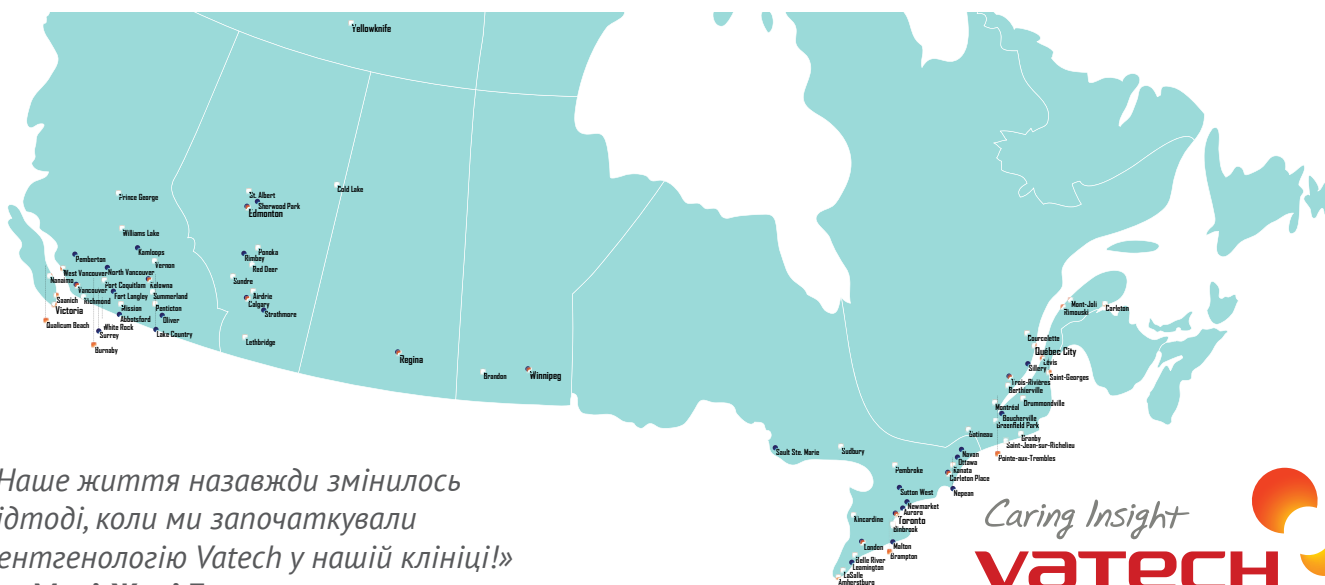 Yellowknife
Prince George
St. Albert
Sherwood Park
Edmonton
Cold Lake
Williams Lake
Kamloops
Vernon
Pemberton
West Vancouver
North Vancouver
Nanaimo
Port Coquitlam
Kelowna
Vancouver
Fort Langley
Summerland
Saanich
Richmond
Mission
Penticton
Victoria
Abbotsford
Oliver
Qualicum Beach
White Rock
Surrey
Lake Country
Burnaby
Ponoka
Rimbey
Red Deer
Sundre
Airdrie
Calgary
Strathmore
Lethbridge
Regina
Brandon
Winnipeg
Mont-Joli
Rimouski
Carleton
Courcelette
Québec City
Lévis
Sillery
Saint-Georges
Trois-Rivières
Berthierville
Drummondville
Montréal
Boucherville
Greenfield Park
Granby
Saint-Jean-sur-Richelieu
Pointe-aux-Trembles
Gatineau
Navan
Ottawa
Kanata
Carleton Place
Nepean
Sault Ste. Marie
Sudbury
Pembroke
Sutton West
Newmarket
Aurora
Toronto
Binbrook
Kincardine
London
Malton
Brampton
Belle River
Leamington
LaSalle
Amherstburg
Наше життя назавжди змінилось
ідтоді, коли ми започаткували
ентгенологію Vatech у нашій клініці!»
Caring Insight
vatech